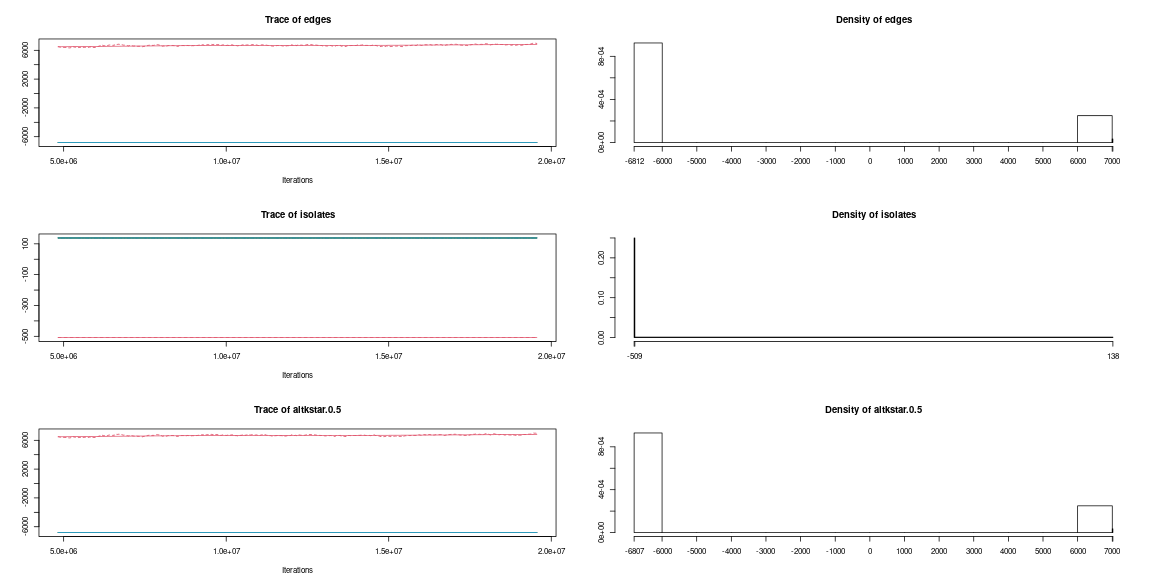 Trace of edges
6000
2000
-2000
-6000
5.0e+06 1.0e+07 1.5e+07 2.0e+07
Iterations
Density of edges
8e-04
4e-04
0e+00
-6812 -6000 -5000 -4000 -3000 -2000 -1000 0 1000 2000 3000 4000 5000 6000 7000
Trace of isolates
100
-100
-300
-500
5.0e+06 1.0e+07 1.5e+07 2.0e+07
Iterations
Density of isolates
0.20
0.10
0.00
-509 138
Trace of altkstar.0.5
6000
2000
-2000
-6000
5.0e+06 1.0e+07 1.5e+07 2.0e+07
Iterations
Density of altkstar.0.5
8e-04
4e-04
0e+00
-6807 -6000 -5000 -4000 -3000 -2000 -1000 0 1000 2000 3000 4000 5000 6000 7000